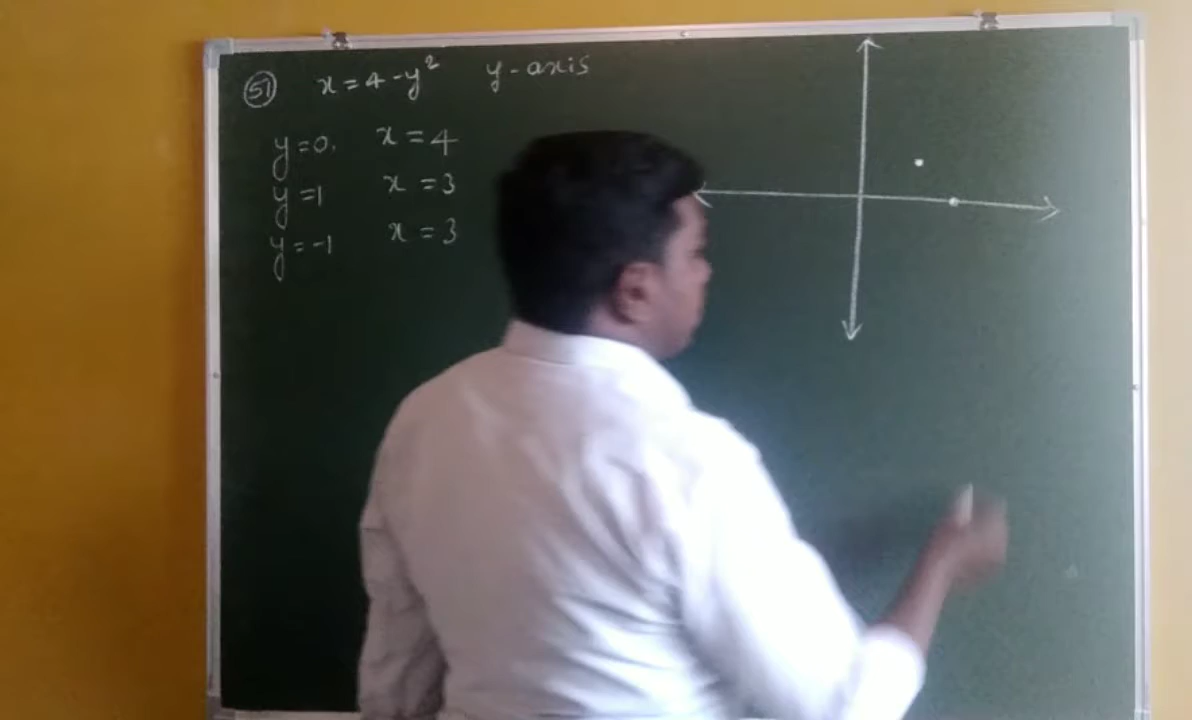 51 x = 4 - y² y-axis
y = 0. x = 4
y = 1 x = 3
y = -1 x = 3